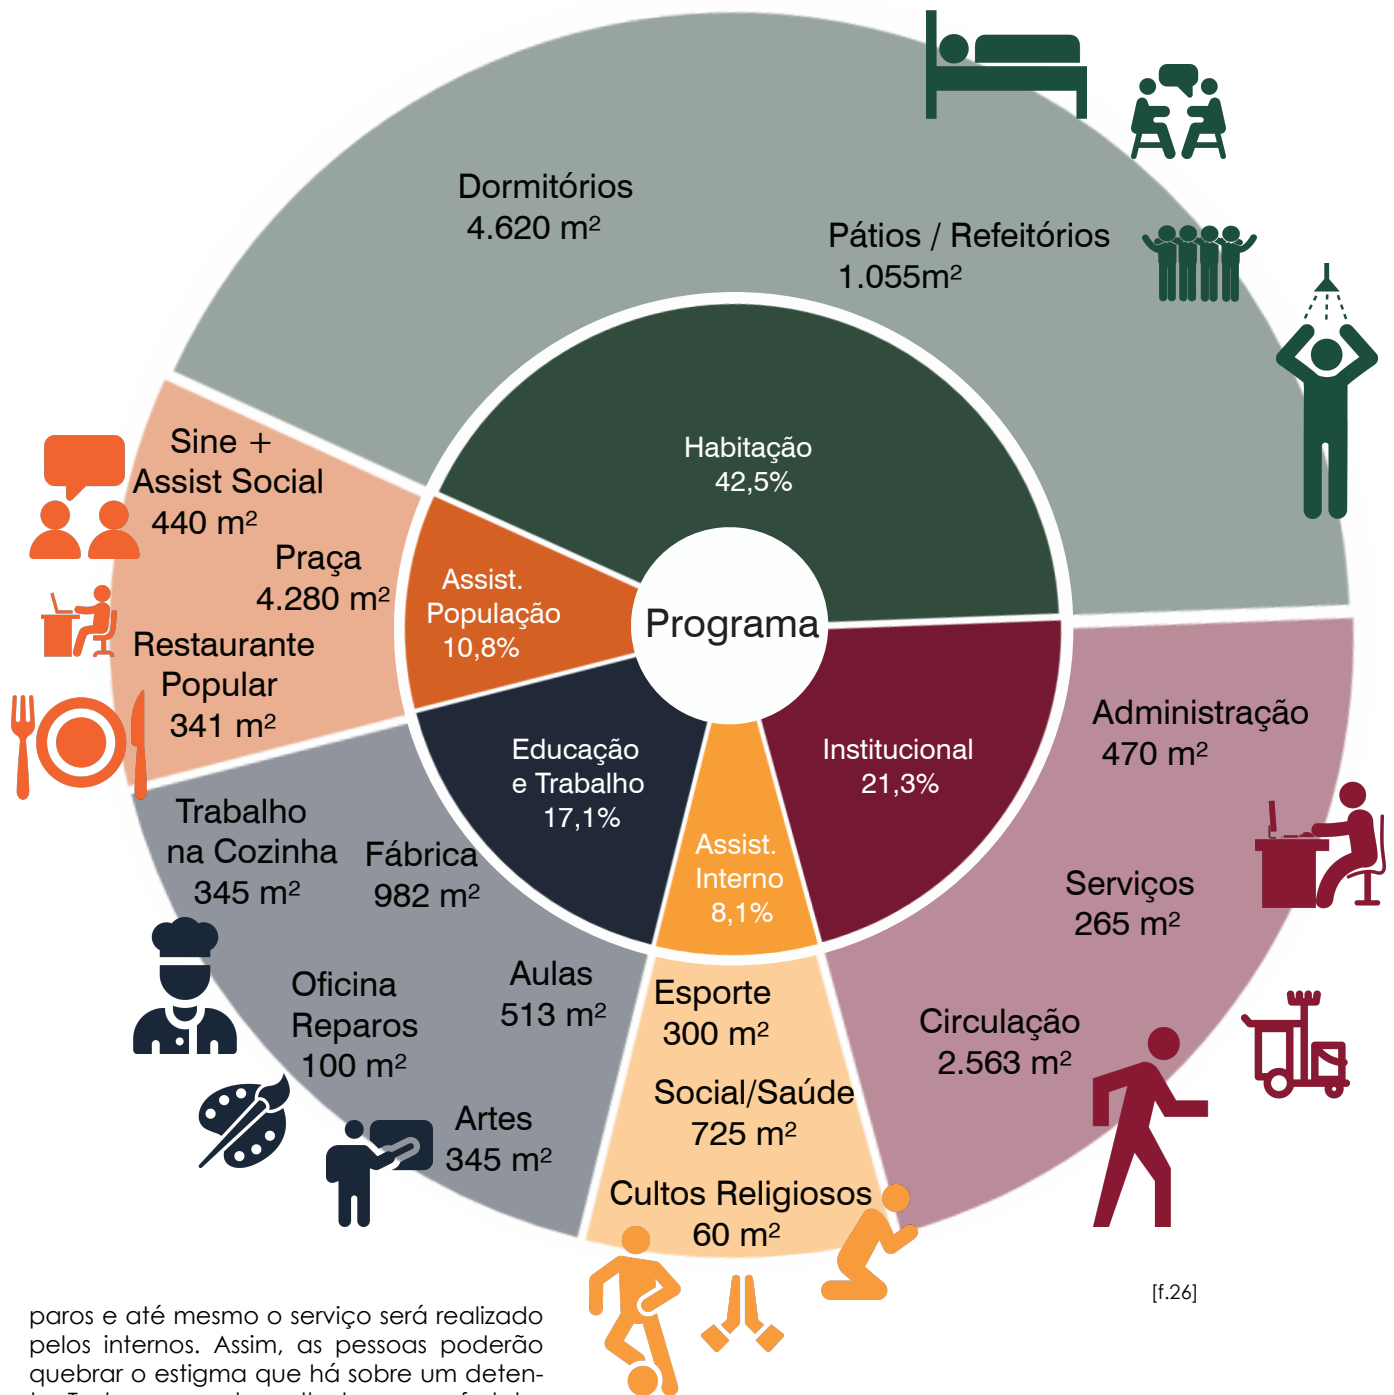 Dormitórios
4.620 m²
Pátios / Refeitórios
1.055m²
Habitação
42,5%
Sine +
Assist Social
440 m²
Praça
4.280 m²
Restaurante
Popular
341 m²
Assist.
População
10,8%
Programa
Educação
e Trabalho
17,1%
Assist.
Interno
8,1%
Institucional
21,3%
Administração
470 m²
Serviços
265 m²
Circulação
2.563 m²
Trabalho
na Cozinha
345 m²
Fábrica
982 m²
Oficina
Reparos
100 m²
Aulas
513 m²
Artes
345 m²
Esporte
300 m²
Social/Saúde
725 m²
Cultos Religiosos
60 m²
[f.26]
paros e até mesmo o serviço será realizado
pelos internos. Assim, as pessoas poderão
quebrar o estigma que há sobre um deten-